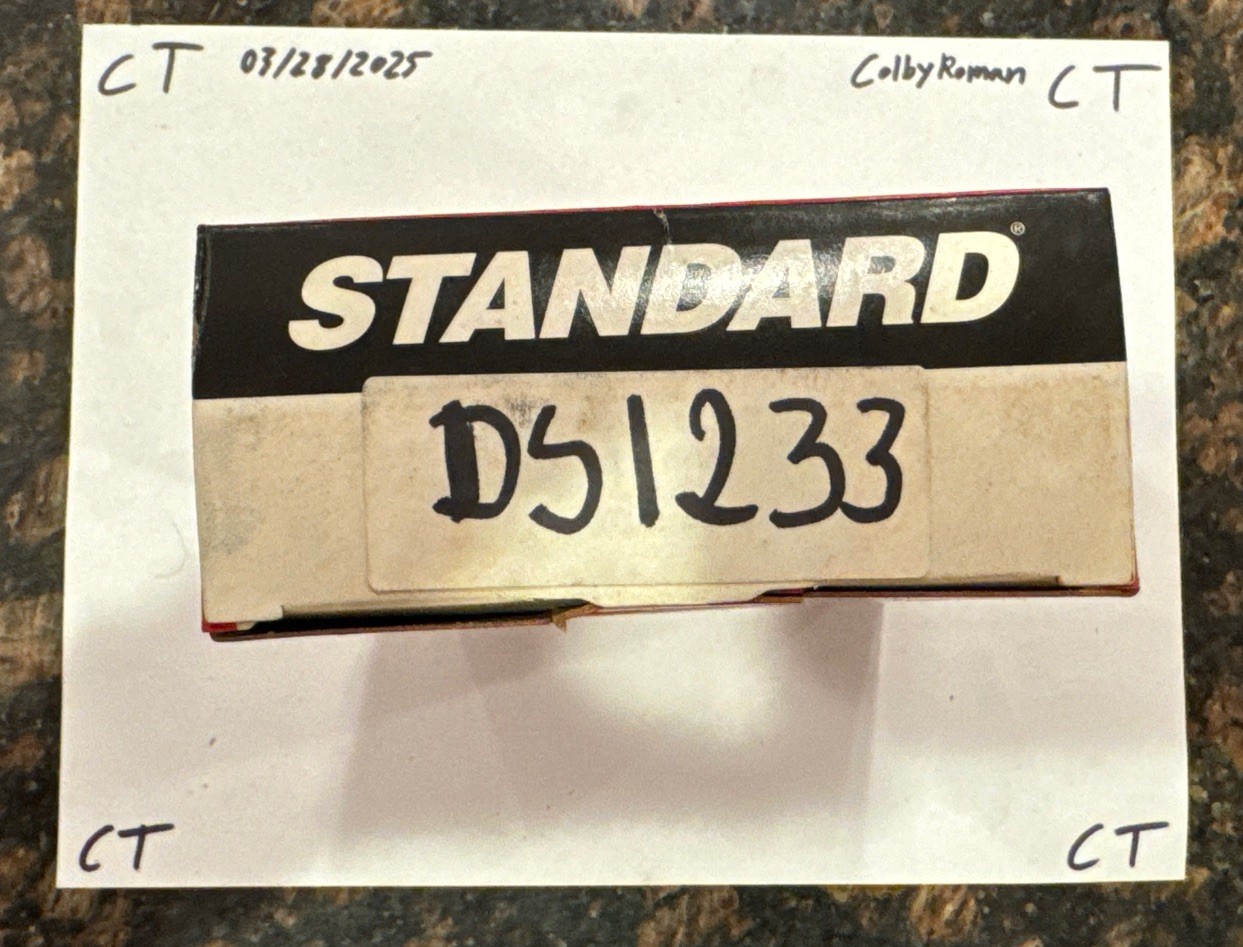 CT 03/28/2025 ColbyRoman CT
STANDARD®
DS1233
CT CT